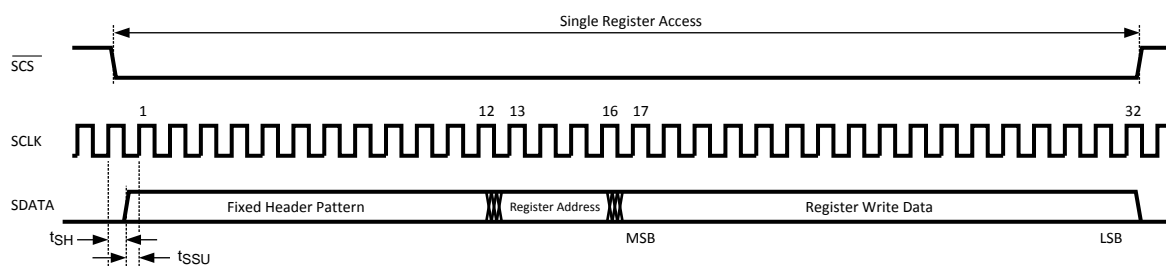 Single Register Access
SCS
1 12 13 16 17 32
SCLK
SDATA Fixed Header Pattern Register Address Register Write Data
tSH MSB LSB
tSSU